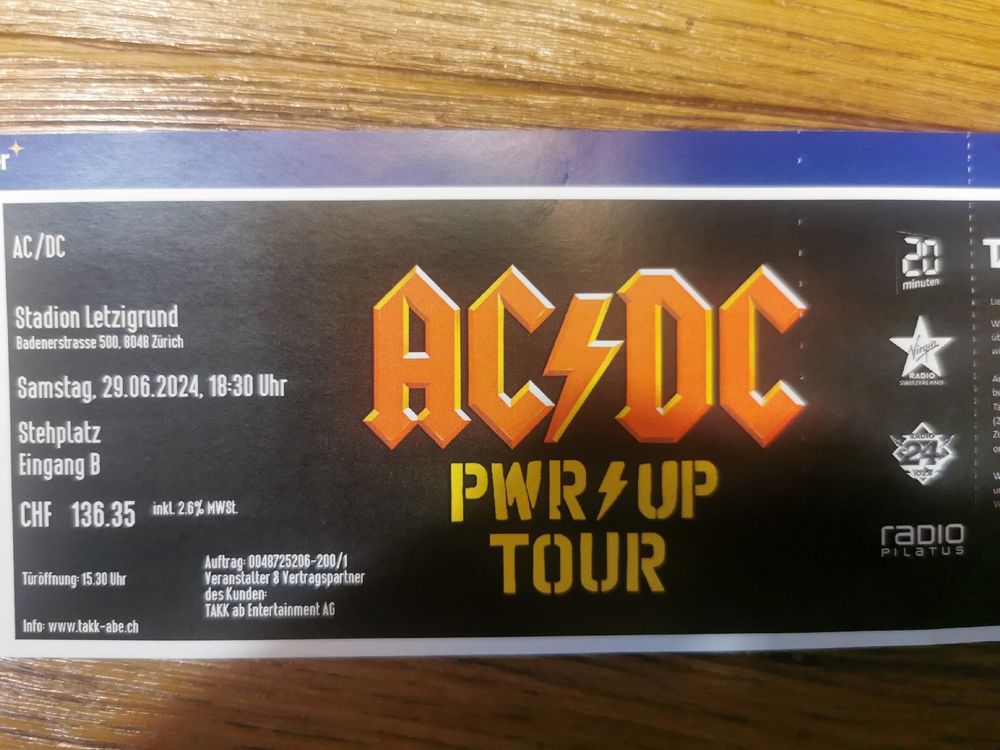 AC/DC
Stadion Letzigrund
Badenerstrasse 500, 8048 Zürich
Samstag, 29.06.2024, 18:30 Uhr
Stehplatz
Eingang B
CHF 136.35 inkl. 2.6% MWSt.
Türöffnung: 15.30 Uhr
Info: www.takk-abe.ch
Auftrag: 0048725206-200/1
Veranstalter & Vertragspartner
des Kunden:
TAKK ab Entertainment AG
AC DC
PWR UP
TOUR
20
minuten
Virgin
RADIO
SWITZERLAND
RADIO
24
radio
PILATUS